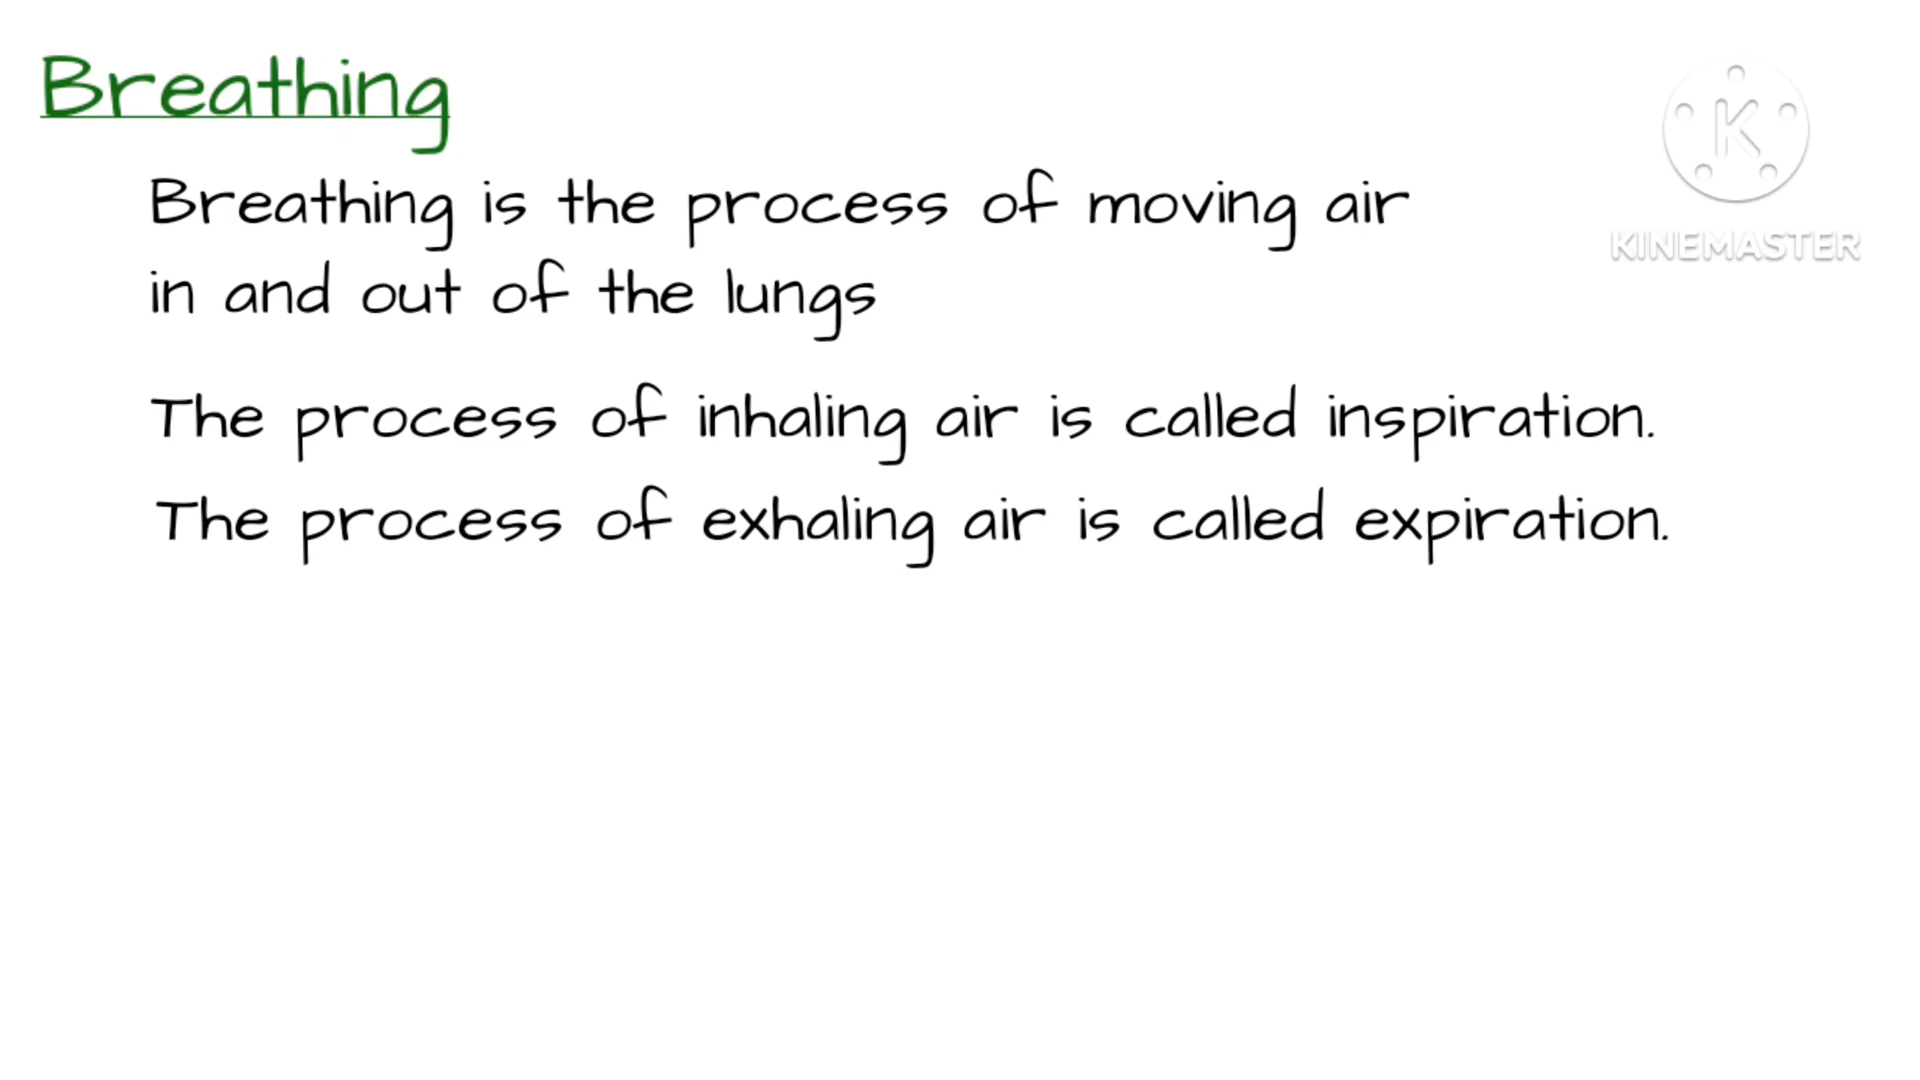 Breathing
Breathing is the process of moving air
in and out of the lungs
The process of inhaling air is called inspiration.
The process of exhaling air is called expiration.
K
KINEMASTER